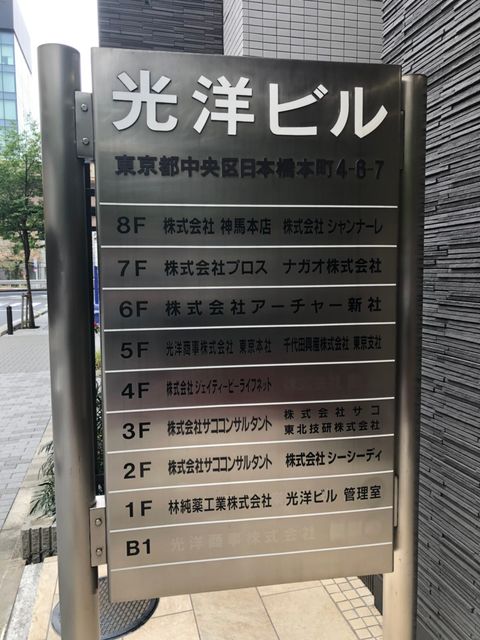 光洋ビル
東京都中央区日本橋本町4-8-7
8F 株式会社 神馬本店 株式会社 シャンナーレ
7F 株式会社プロス ナガオ株式会社
6F 株式会社アーチャー新社
5F 光洋商事株式会社 東京本社 千代田興産株式会社 東京支社
4F 株式会社ジェイティービーライフネット
3F 株式会社サココンサルタント 株式会社サコ
東北技研株式会社
2F 株式会社サココンサルタント 株式会社シーシーディ
1F 林純薬工業株式会社 光洋ビル 管理室
B1 光洋商事株式会社